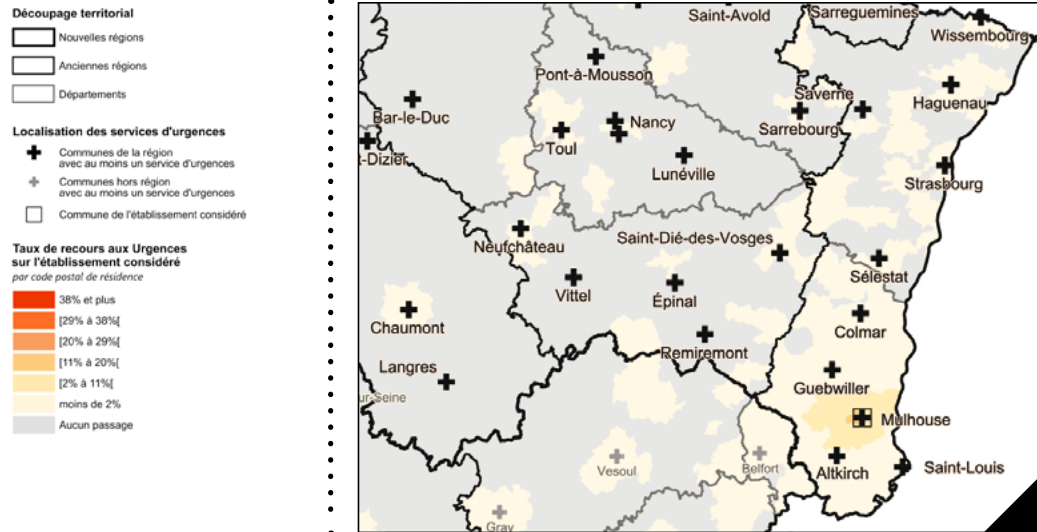 Découpage territorial
Nouvelles régions
Anciennes régions
Départements
Localisation des services d'urgences
Communes de la région
avec au moins un service d'urgences
Communes hors région
avec au moins un service d'urgences
Commune de l'établissement considéré
Taux de recours aux Urgences
sur l'établissement considéré
par code postal de résidence
38% et plus
[29% à 38%[
[20% à 29%[
[11% à 20%[
[2% à 11%[
moins de 2%
Aucun passage
Saint-Avold
Sarreguemines
Wissembourg
Pont-à-Mousson
Saverne
Haguenau
Bar-le-Duc
Nancy
Sarrebourg
t-Dizier
Toul
Lunéville
Strasbourg
Neufchâteau
Saint-Dié-des-Vosges
Sélestat
Vittel
Épinal
Chaumont
Colmar
Remiremont
Langres
Guebwiller
ur-Seine
Mulhouse
Vesoul
Belfort
Altkirch
Saint-Louis
Gray